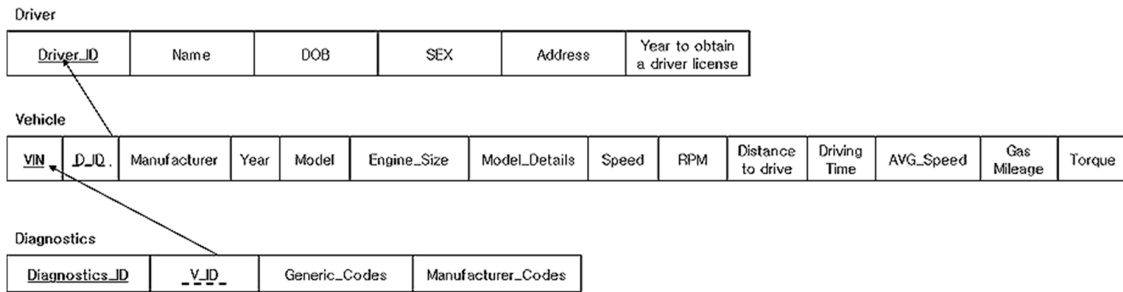 Driver
Driver_ID Name DOB SEX Address Year to obtain
a driver license
Vehicle
VIN D_ID Manufacturer Year Model Engine_Size Model_Details Speed RPM Distance
to drive Driving
Time AVG_Speed Gas
Mileage Torque
Diagnostics
Diagnostics_ID V_ID Generic_Codes Manufacturer_Codes